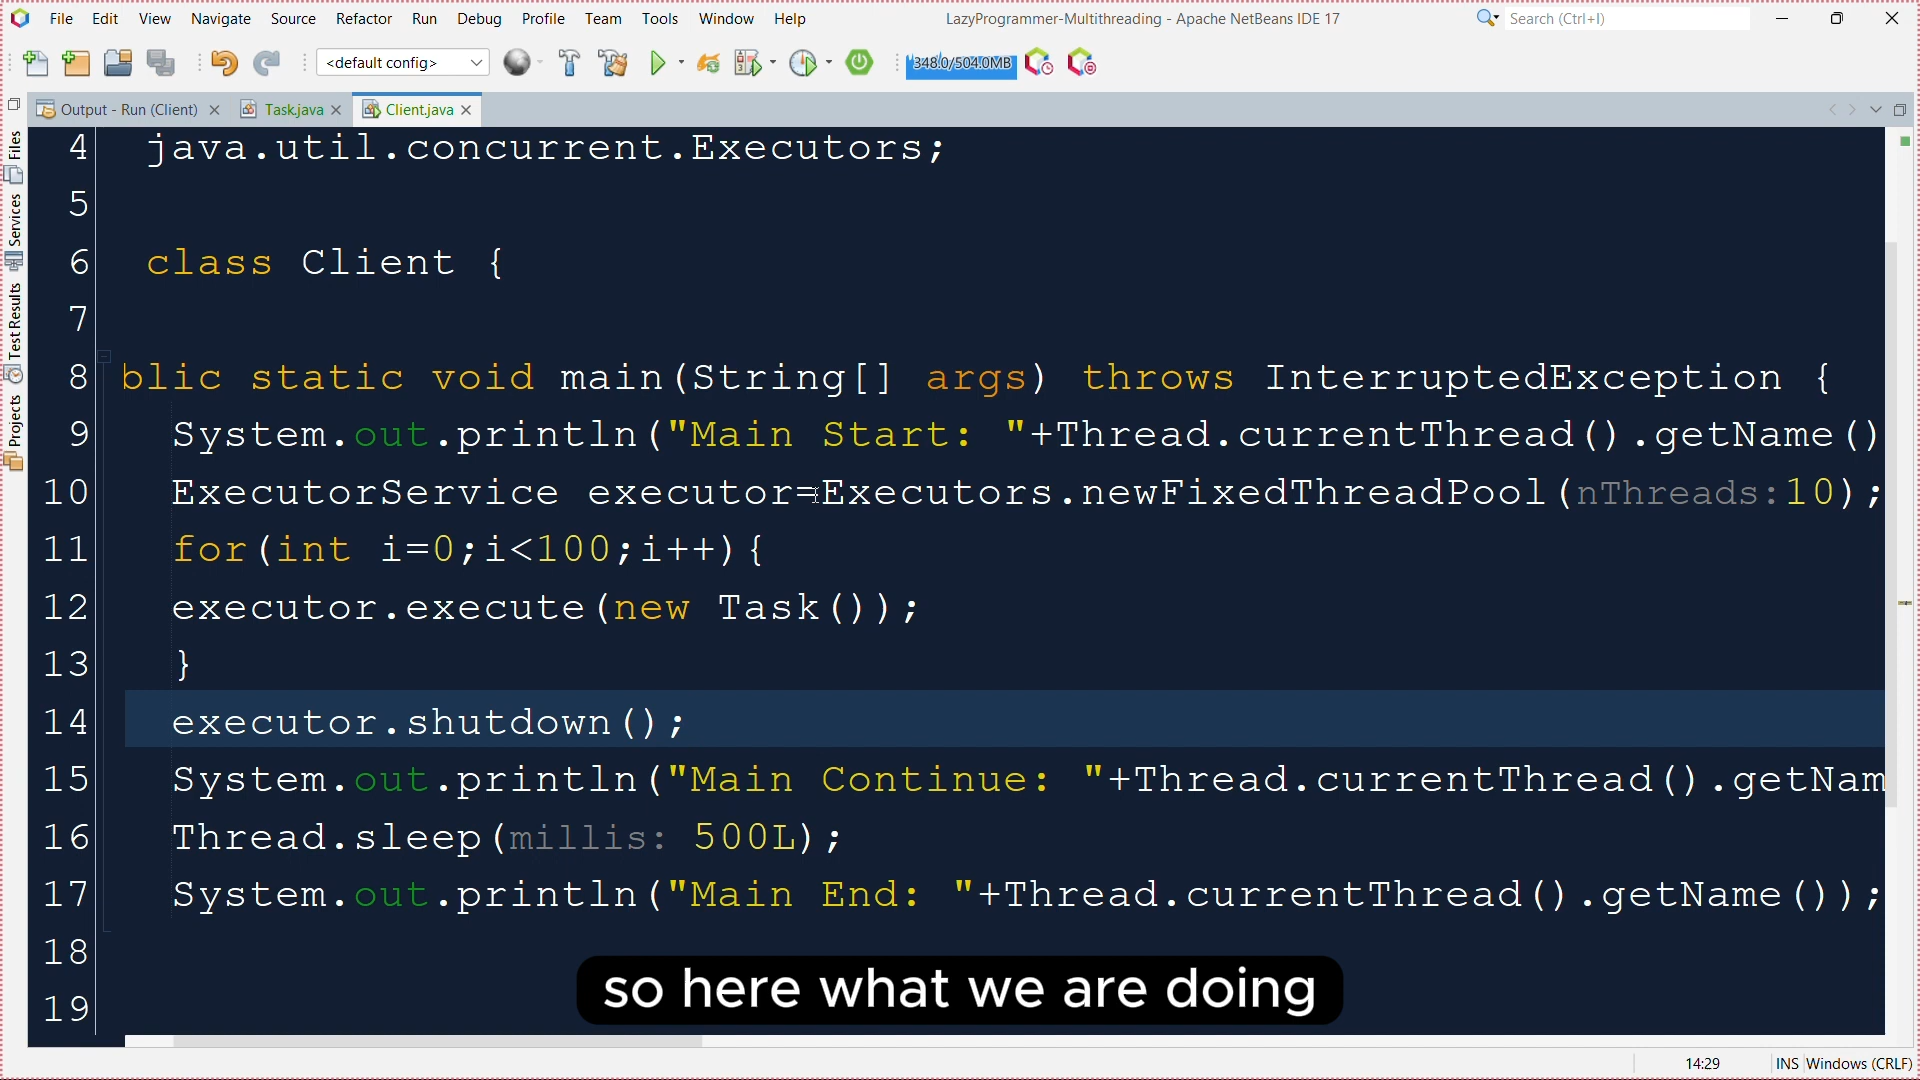 File Edit View Navigate Source Refactor Run Debug Profile Team Tools Window Help
LazyProgrammer-Multithreading - Apache NetBeans IDE 17
Search (Ctrl+I)
<default config>
348.0/504.0MB
Output - Run (Client)
Task.java
Client.java
Files
Services
Test Results
Projects
4 java.util.concurrent.Executors;
5
6 class Client {
7
8 blic static void main(String[] args) throws InterruptedException {
9 System.out.println("Main Start: "+Thread.currentThread().getName()
10 ExecutorService executor=Executors.newFixedThreadPool(nThreads:10);
11 for(int i=0;i<100;i++){
12 executor.execute(new Task());
13 }
14 executor.shutdown();
15 System.out.println("Main Continue: "+Thread.currentThread().getNam
16 Thread.sleep(millis: 500L);
17 System.out.println("Main End: "+Thread.currentThread().getName());
18
19
so here what we are doing
14:29
INS
Windows (CRLF)